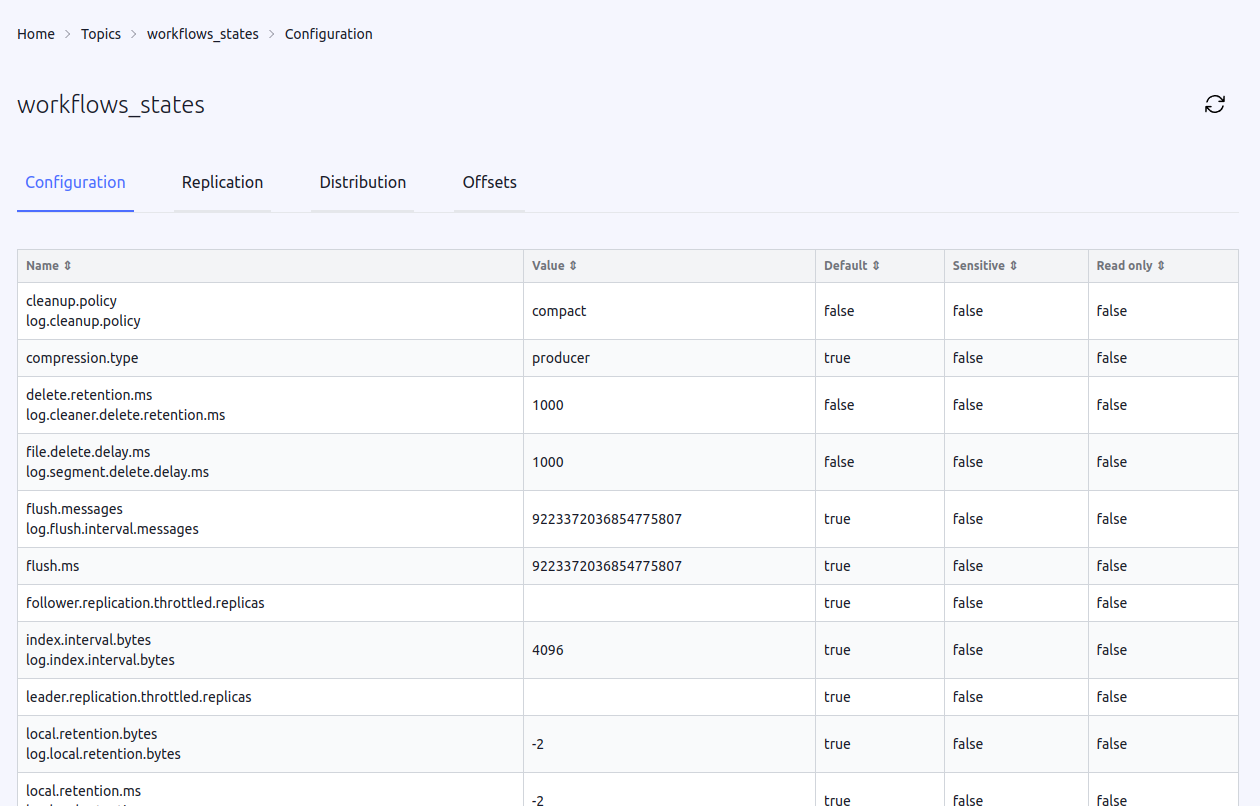 Home > Topics > workflows_states > Configuration
workflows_states
Configuration Replication Distribution Offsets
Name ⇕ Value ⇕ Default ⇕ Sensitive ⇕ Read only ⇕
cleanup.policy
log.cleanup.policy
compact false false false
compression.type producer true false false
delete.retention.ms
log.cleaner.delete.retention.ms
1000 false false false
file.delete.delay.ms
log.segment.delete.delay.ms
1000 false false false
flush.messages
log.flush.interval.messages
9223372036854775807 true false false
flush.ms 9223372036854775807 true false false
follower.replication.throttled.replicas true false false
index.interval.bytes
log.index.interval.bytes
4096 true false false
leader.replication.throttled.replicas true false false
local.retention.bytes
log.local.retention.bytes
-2 true false false
local.retention.ms
-2 true false false